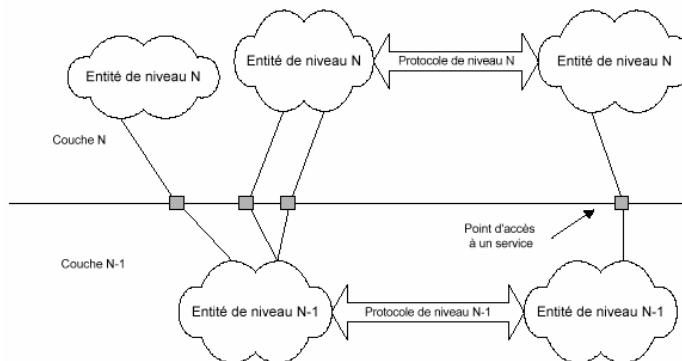 Entité de niveau N
Entité de niveau N
Protocole de niveau N
Entité de niveau N
Couche N
Point d'accès
à un service
Couche N-1
Entité de niveau N-1
Protocole de niveau N-1
Entité de niveau N-1